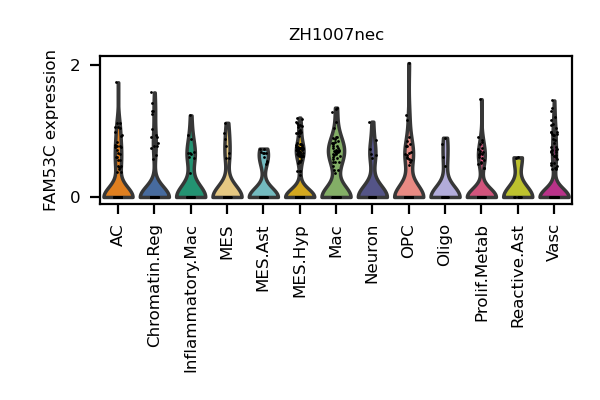 ZH1007nec
FAM53C expression
2
0
AC
Chromatin.Reg
Inflammatory.Mac
MES
MES.Ast
MES.Hyp
Mac
Neuron
OPC
Oligo
Prolif.Metab
Reactive.Ast
Vasc